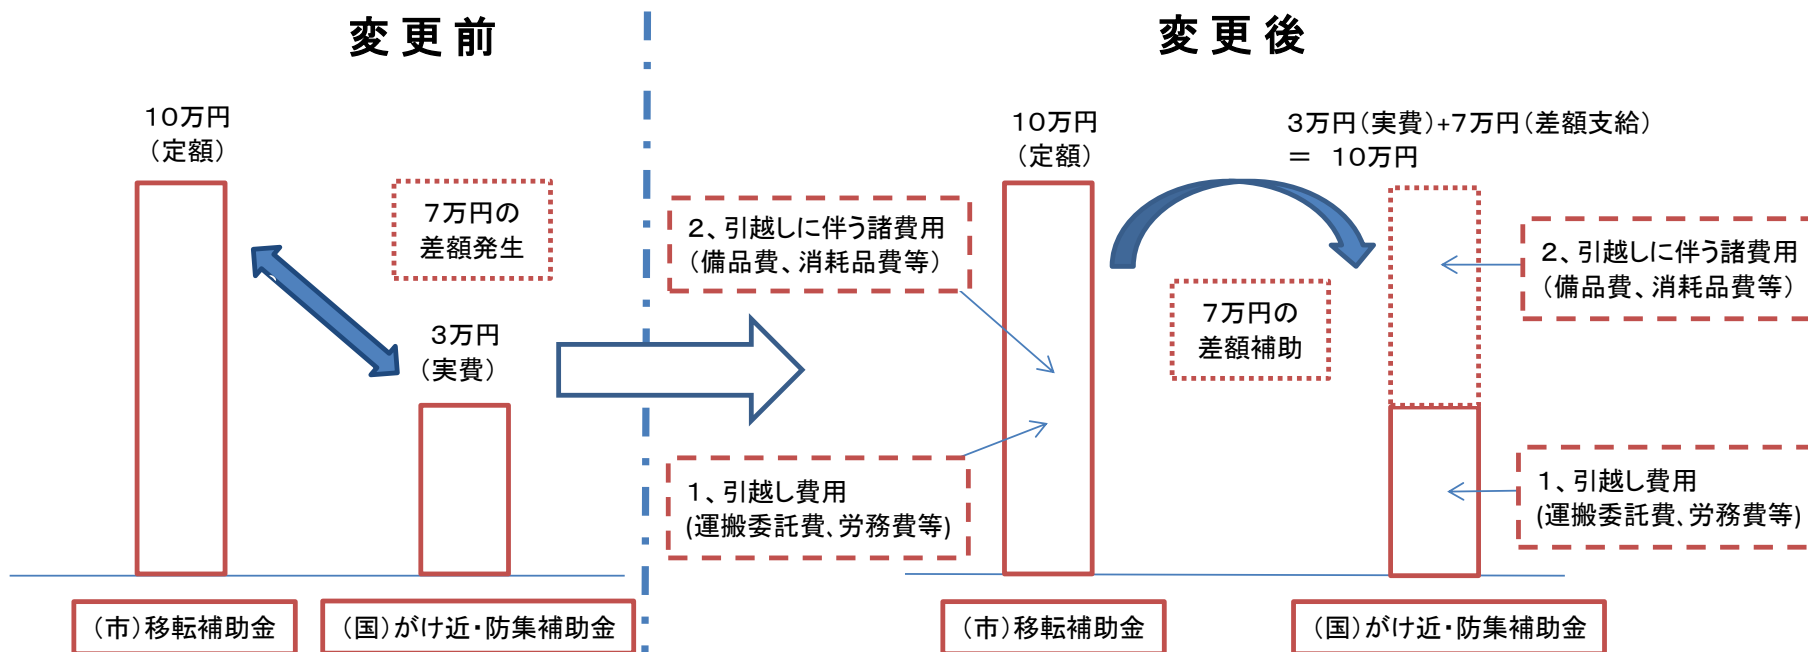 変更前
10万円
（定額）
7万円の
差額発生
3万円
（実費）
（市）移転補助金
（国）がけ近・防集補助金
変更後
10万円
（定額）
3万円（実費）+7万円（差額支給）
＝ 10万円
2、引越しに伴う諸費用
（備品費、消耗品費等）
1、引越し費用
(運搬委託費、労務費等)
7万円の
差額補助
2、引越しに伴う諸費用
（備品費、消耗品費等）
1、引越し費用
(運搬委託費、労務費等)
（市）移転補助金
（国）がけ近・防集補助金